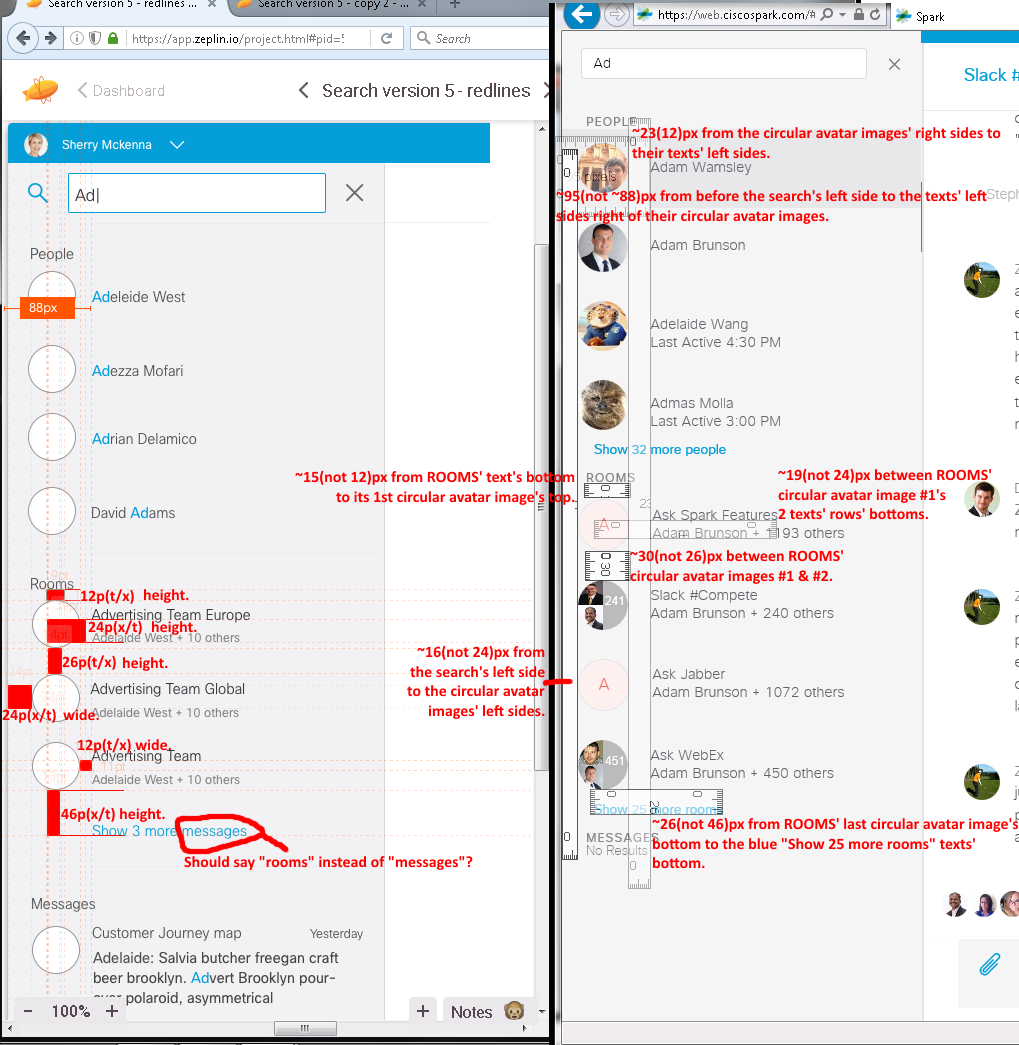 Search version 5 - redlines ...
Search version 5 - copy 2 - ...
https://app.zeplin.io/project.html#pid=5
Search
Dashboard
Search version 5 - redlines
Sherry Mckenna
Ad
People
Adeleide West
88px
Adezza Mofari
Adrian Delamico
David Adams
~15(not 12)px from ROOMS' text's bottom
to its 1st circular avatar image's top.
Rooms
12p(t/x) height.
Advertising Team Europe
24p(x/t) height.
4pt
Adelaide West + 10 others
26p(t/x) height.
~16(not 24)px from
the search's left side
to the circular avatar
images' left sides.
Advertising Team Global
Adelaide West + 10 others
24p(x/t) wide.
12p(t/x) wide.
Advertising Team
11pt
Adelaide West + 10 others
46p(x/t) height.
Show 3 more messages
Should say "rooms" instead of "messages"?
Messages
Customer Journey map
Yesterday
Adelaide: Salvia butcher freegan craft
beer brooklyn. Advert Brooklyn pour-
over polaroid, asymmetrical
100%
Notes
https://web.ciscospark.com/#
Spark
Ad
Slack #
PEOPLE
~23(12)px from the circular avatar images' right sides to
their texts' left sides.
Adam Wamsley
~95(not ~88)px from before the search's left side to the texts' left
sides right of their circular avatar images.
Steph
Adam Brunson
Adelaide Wang
Last Active 4:30 PM
Admas Molla
Last Active 3:00 PM
Show 32 more people
ROOMS
~19(not 24)px between ROOMS'
circular avatar image #1's
2 texts' rows' bottoms.
A
Ask Spark Features
Adam Brunson + 1193 others
~30(not 26)px between ROOMS'
circular avatar images #1 & #2.
241
Slack #Compete
Adam Brunson + 240 others
A
Ask Jabber
Adam Brunson + 1072 others
451
Ask WebEx
Adam Brunson + 450 others
Show 25 more rooms
~26(not 46)px from ROOMS' last circular avatar image's
bottom to the blue "Show 25 more rooms" texts'
bottom.
MESSAGES
No Results